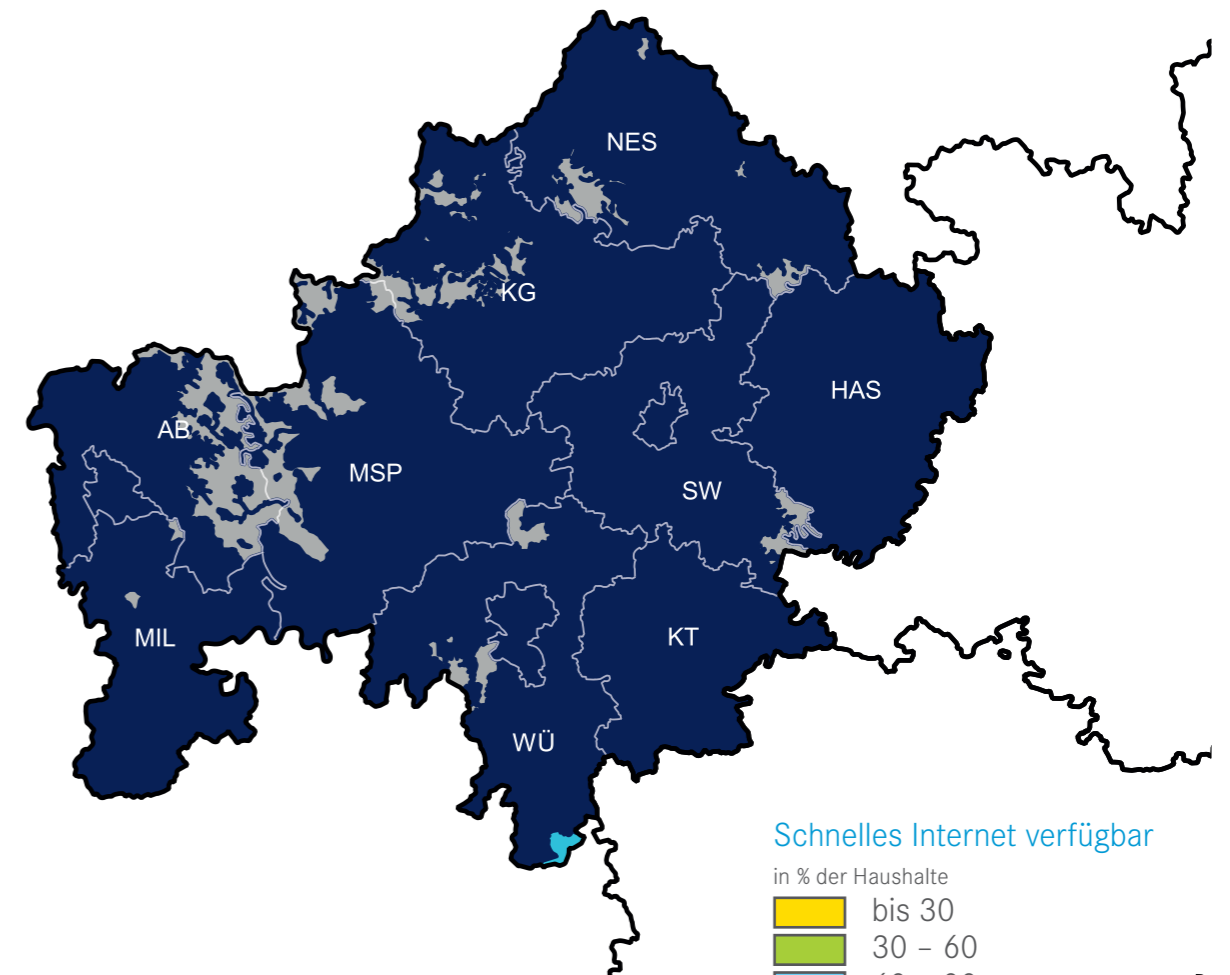 NES
KG
HAS
AB
MSP
SW
MIL
KT
WÜ
Schnelles Internet verfügbar
in % der Haushalte
bis 30
30 – 60